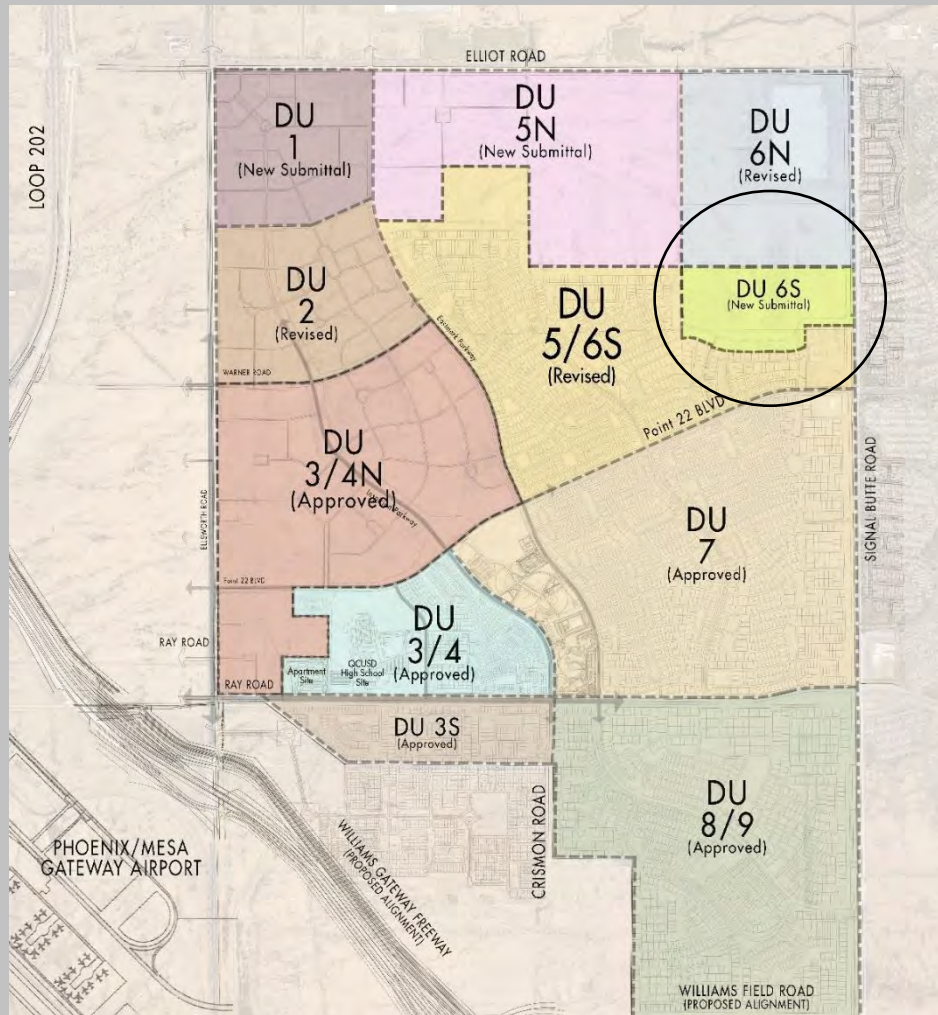 ELLIOT ROAD
LOOP 202
DU
1
(New Submittal)
DU
5N
(New Submittal)
DU
6N
(Revised)
DU
2
(Revised)
WARNER ROAD
Eastmark Parkway
DU
5/6S
(Revised)
DU 6S
(New Submittal)
Point 22 BLVD
DU
3/4N
(Approved)
Parkway
ELLSWORTH ROAD
SIGNAL BUTTE ROAD
DU
7
(Approved)
Point 22 BLVD
DU
3/4
(Approved)
RAY ROAD
Apartment
Site
QCUSD
High School
Site
RAY ROAD
DU 3S
(Approved)
DU
8/9
(Approved)
CRISMON ROAD
PHOENIX/MESA
GATEWAY AIRPORT
WILLIAMS GATEWAY FREEWAY
(PROPOSED ALIGNMENT)
WILLIAMS FIELD ROAD
(PROPOSED ALIGNMENT)